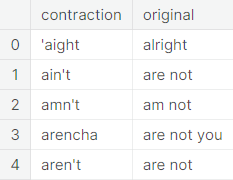 contraction original
0 'aight alright
1 ain't are not
2 amn't am not
3 arencha are not you
4 aren't are not